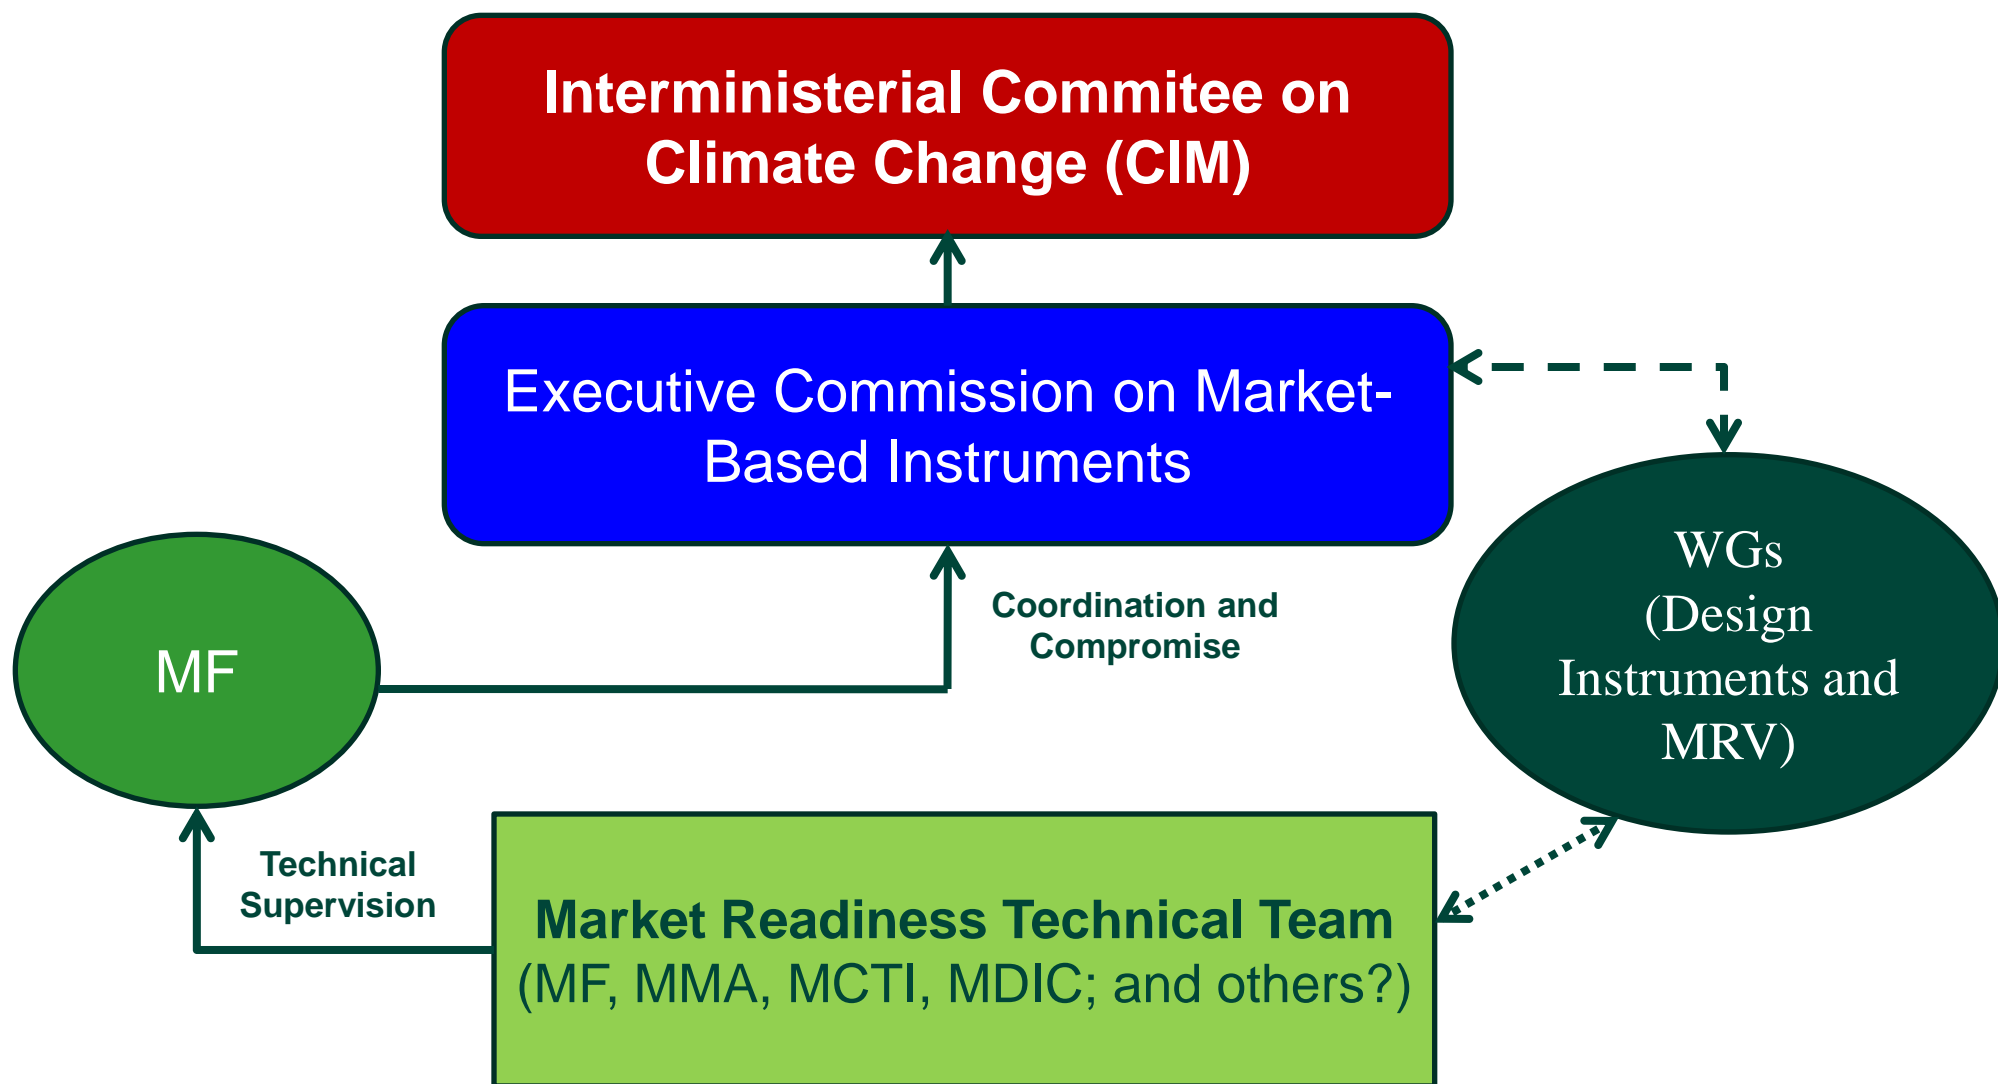 Interministerial Commitee on
Climate Change (CIM)
Executive Commission on Market-
Based Instruments
WGs
(Design
Instruments and
MRV)
Coordination and
Compromise
MF
Technical
Supervision
Market Readiness Technical Team
(MF, MMA, MCTI, MDIC; and others?)